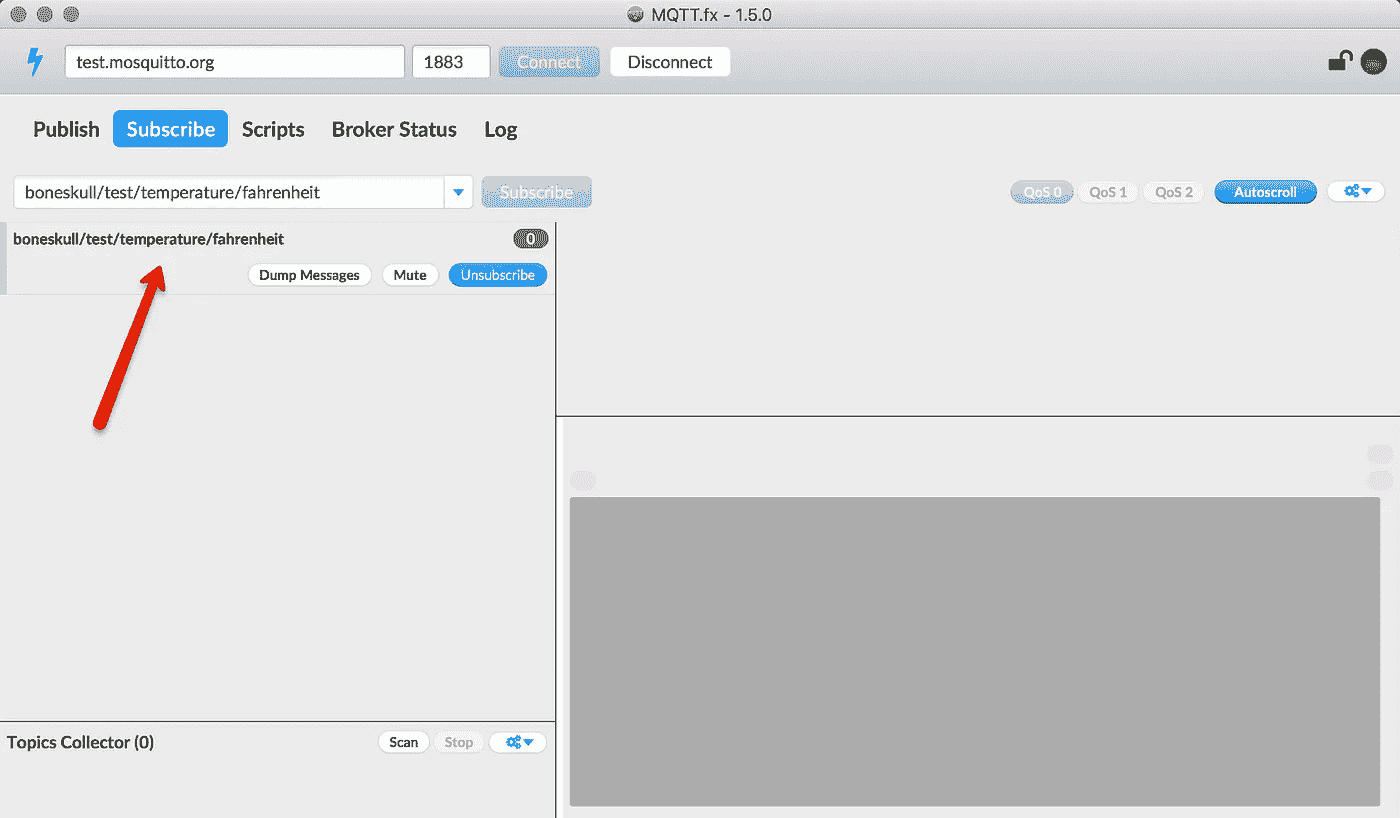 MQTT.fx - 1.5.0
test.mosquitto.org 1883 Connect Disconnect
Publish Subscribe Scripts Broker Status Log
boneskull/test/temperature/fahrenheit Subscribe QoS 0 QoS 1 QoS 2 Autoscroll
boneskull/test/temperature/fahrenheit 0
Dump Messages Mute Unsubscribe
Topics Collector (0) Scan Stop